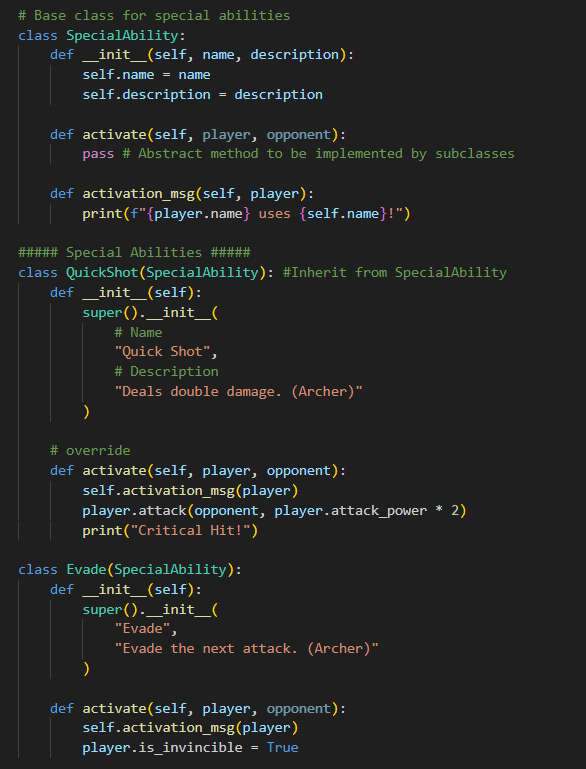 # Base class for special abilities
class SpecialAbility:
    def __init__(self, name, description):
        self.name = name
        self.description = description

    def activate(self, player, opponent):
        pass # Abstract method to be implemented by subclasses

    def activation_msg(self, player):
        print(f"{player.name} uses {self.name}!")

##### Special Abilities #####
class QuickShot(SpecialAbility): #Inherit from SpecialAbility
    def __init__(self):
        super().__init__(
            # Name
            "Quick Shot",
            # Description
            "Deals double damage. (Archer)"
        )

    # override
    def activate(self, player, opponent):
        self.activation_msg(player)
        player.attack(opponent, player.attack_power * 2)
        print("Critical Hit!")

class Evade(SpecialAbility):
    def __init__(self):
        super().__init__(
            "Evade",
            "Evade the next attack. (Archer)"
        )

    def activate(self, player, opponent):
        self.activation_msg(player)
        player.is_invincible = True